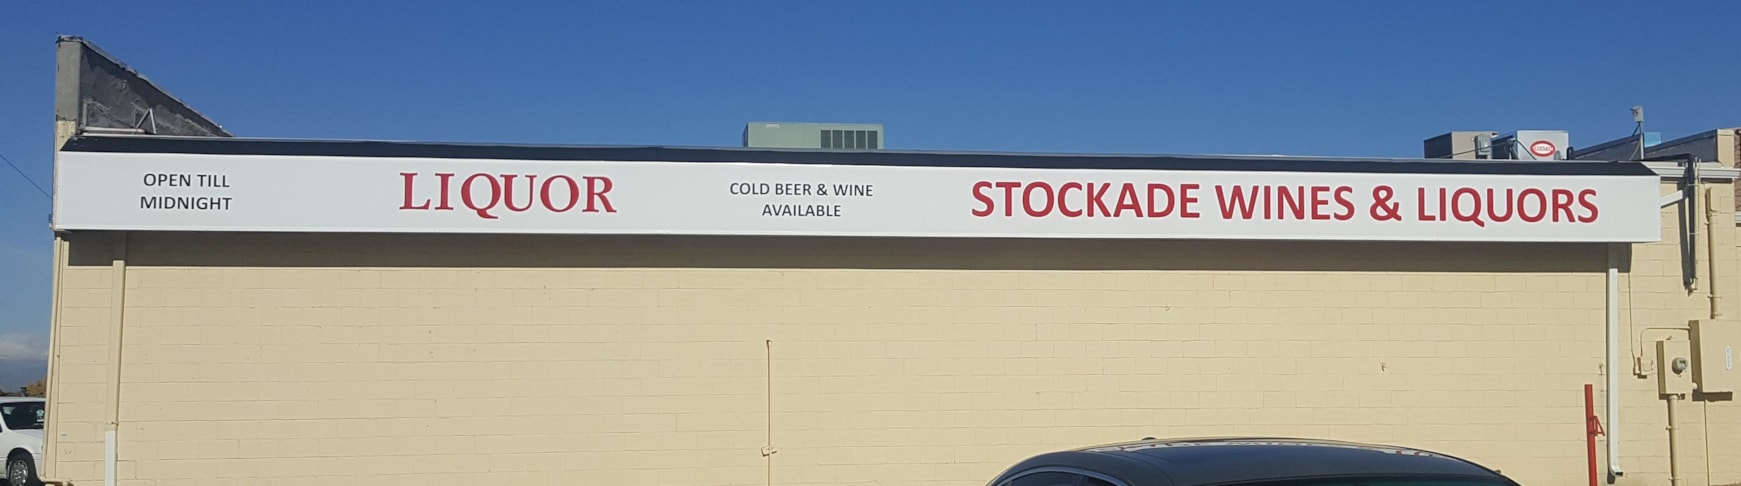 OPEN TILL
MIDNIGHT
LIQUOR
COLD BEER & WINE
AVAILABLE
STOCKADE WINES & LIQUORS